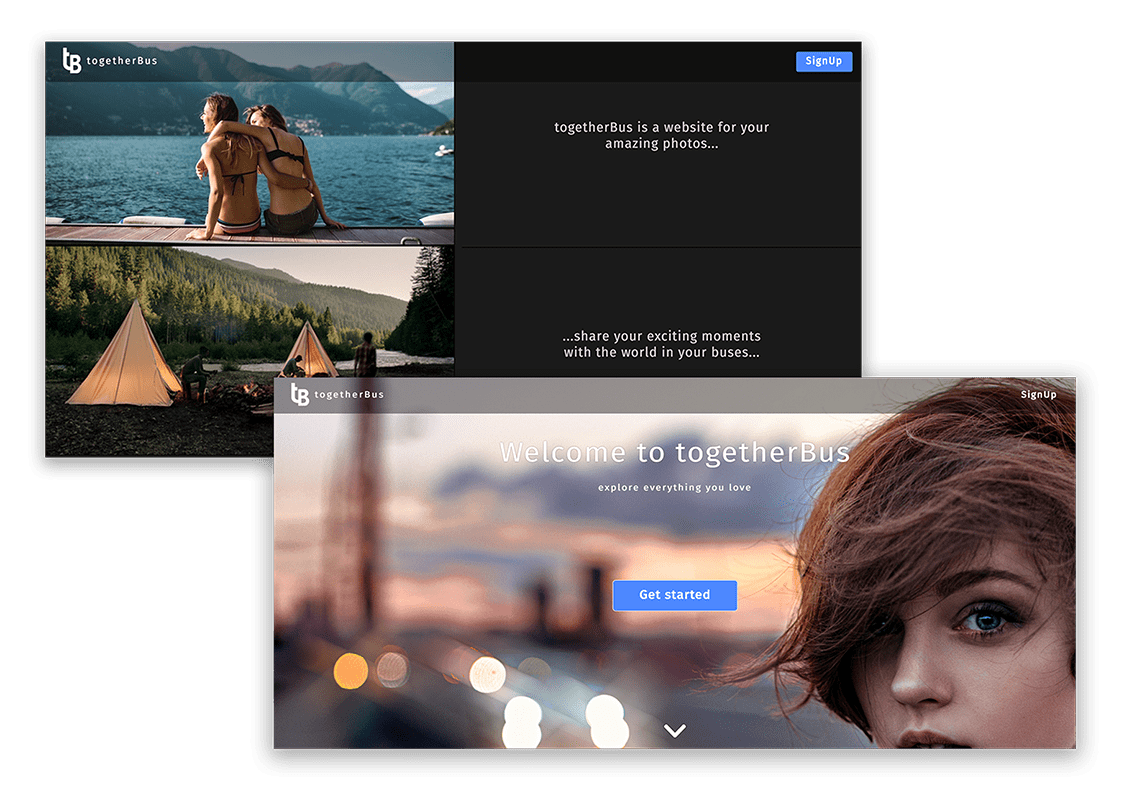 tB togetherBus
SignUp
togetherBus is a website for your
amazing photos...
...share your exciting moments
with the world in your buses...
tB togetherBus
SignUp
Welcome to togetherBus
explore everything you love
Get started